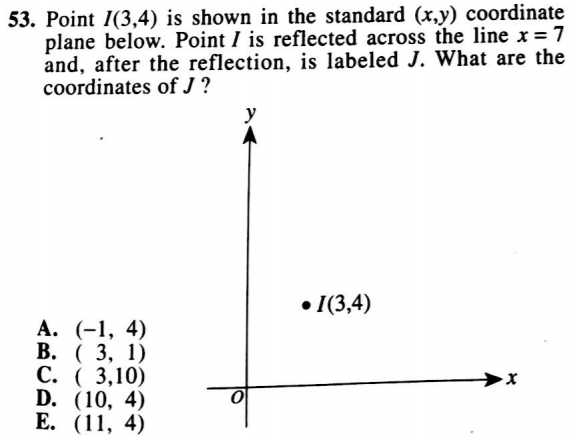 53. Point I(3,4) is shown in the standard (x,y) coordinate
plane below. Point I is reflected across the line x = 7
and, after the reflection, is labeled J. What are the
coordinates of J ?
y
• I(3,4)
A. (−1, 4)
B. ( 3, 1)
C. ( 3,10)
D. (10, 4)
E. (11, 4)
x
O